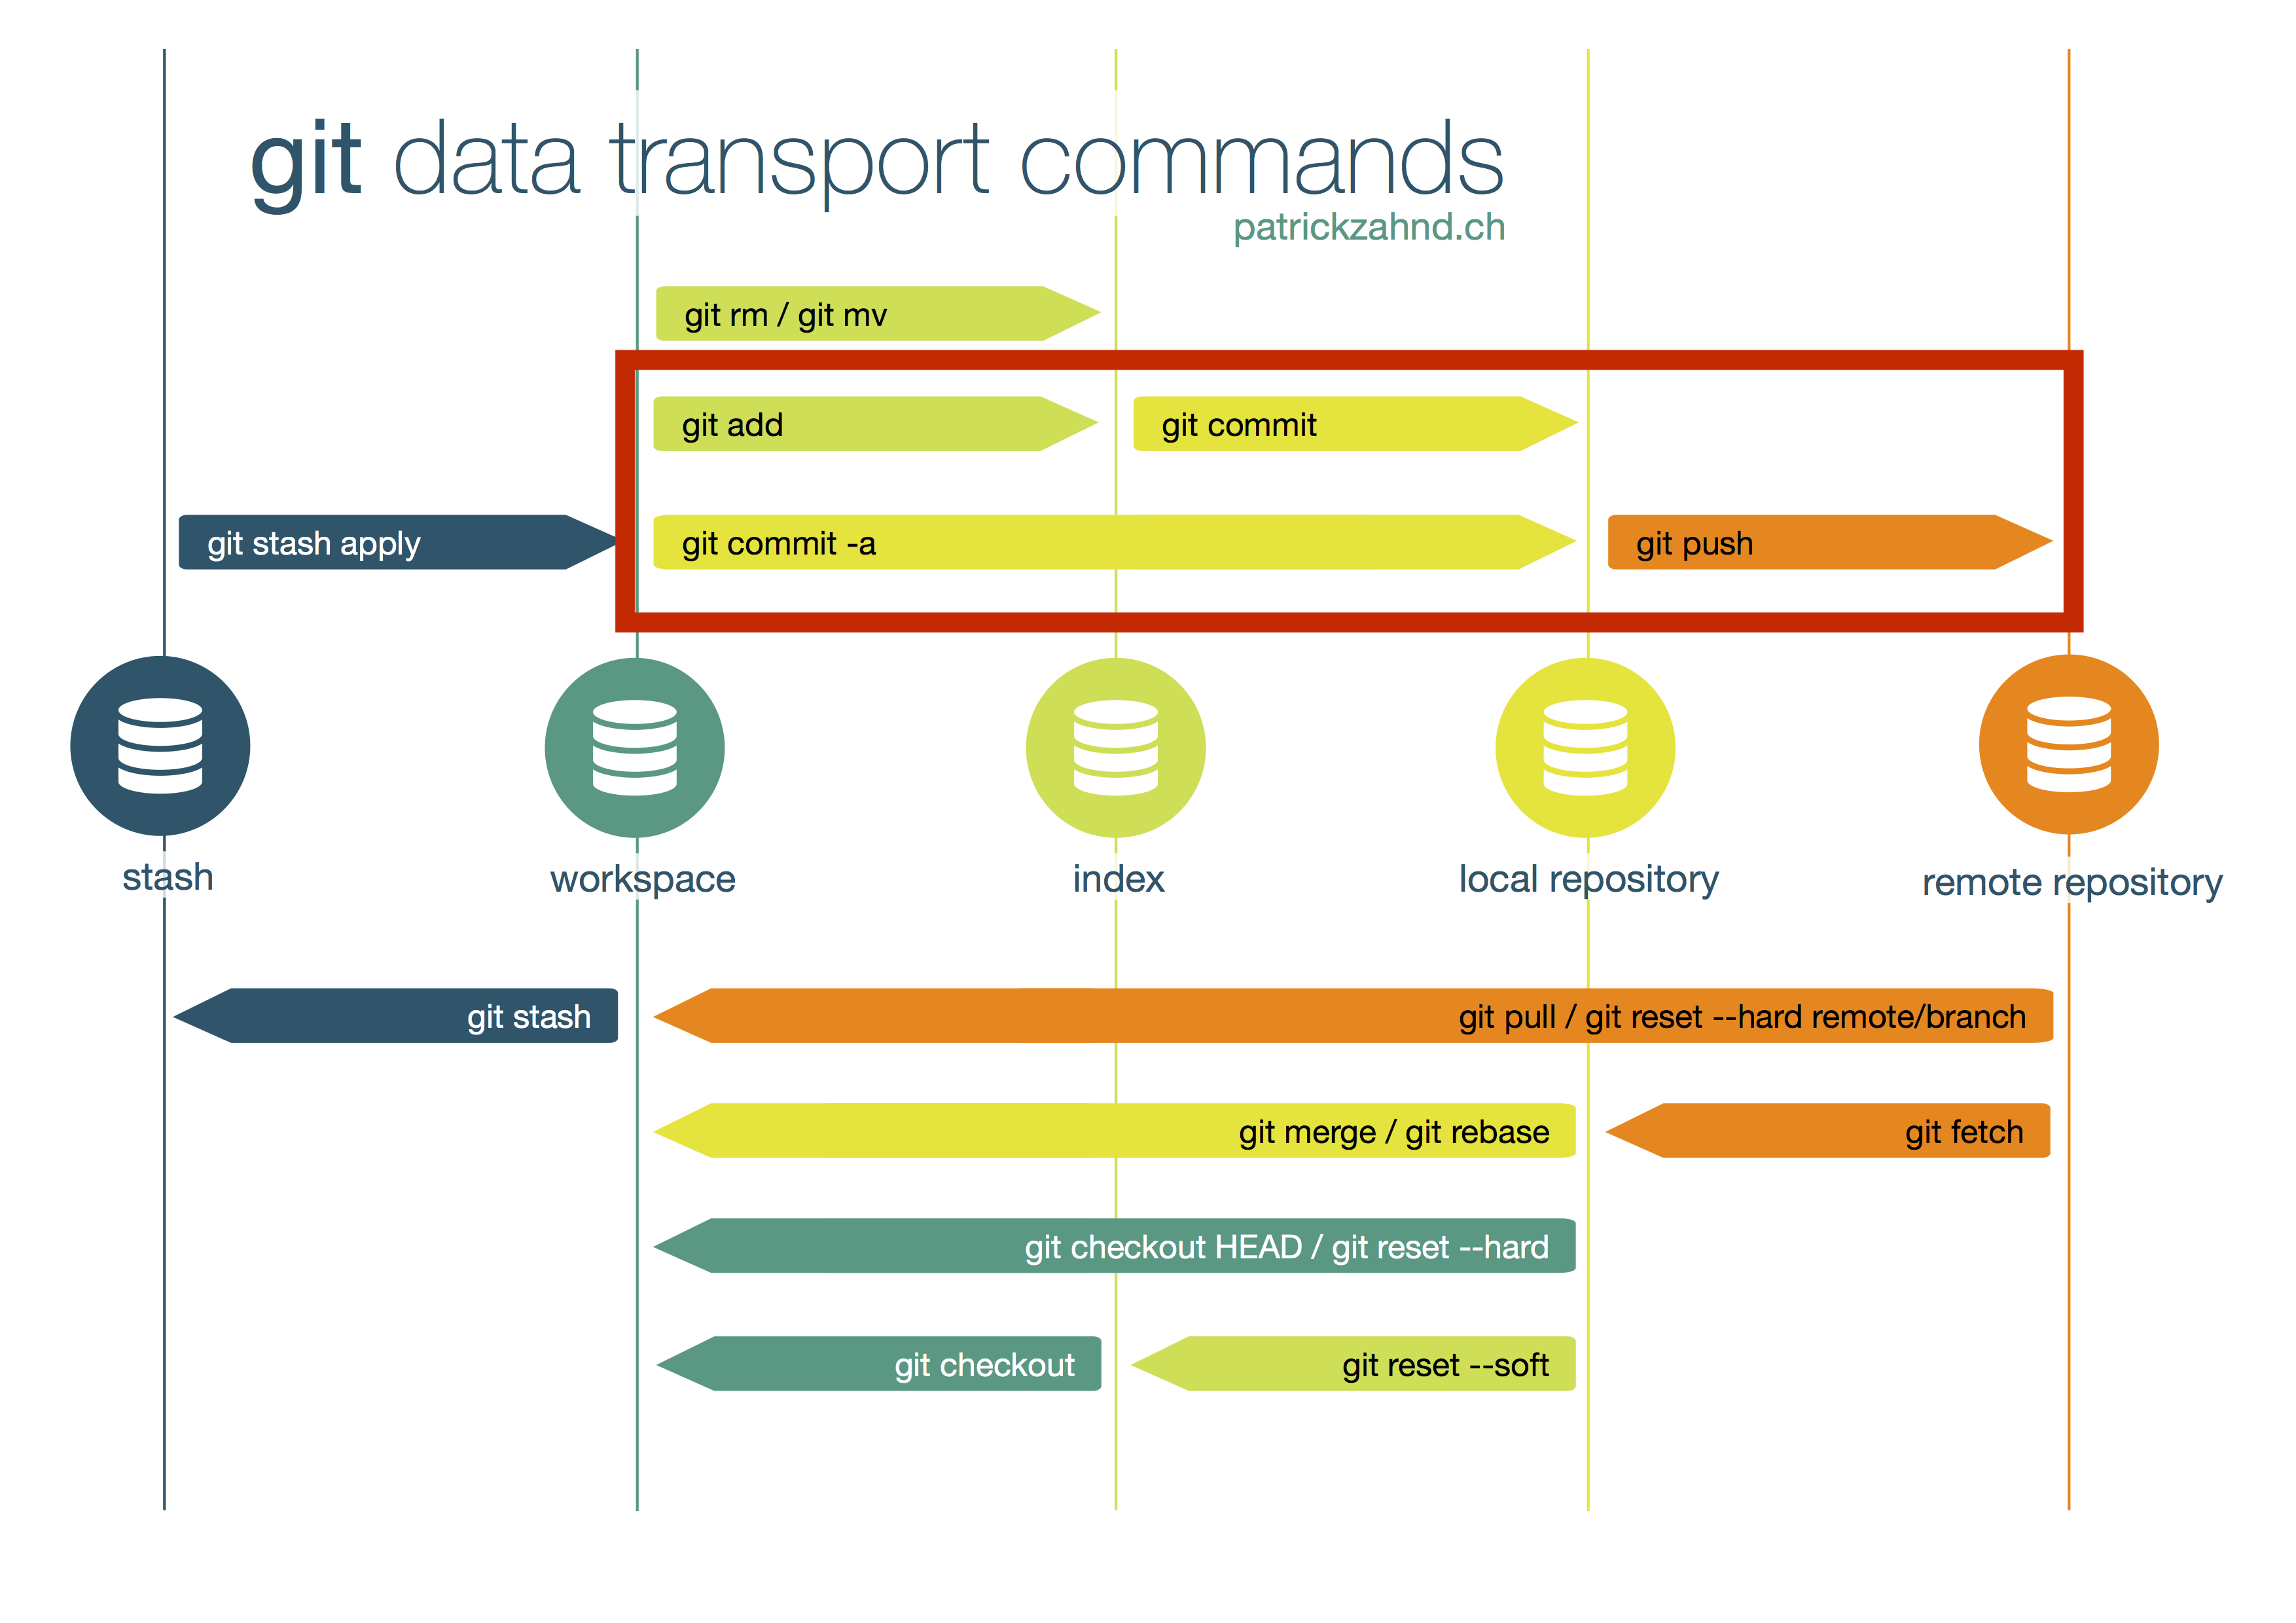 git data transport commands
patrickzahnd.ch
git rm / git mv
git add
git commit
git stash apply
git commit -a
git push
stash
workspace
index
local repository
remote repository
git stash
git pull / git reset --hard remote/branch
git merge / git rebase
git fetch
git checkout HEAD / git reset --hard
git checkout
git reset --soft